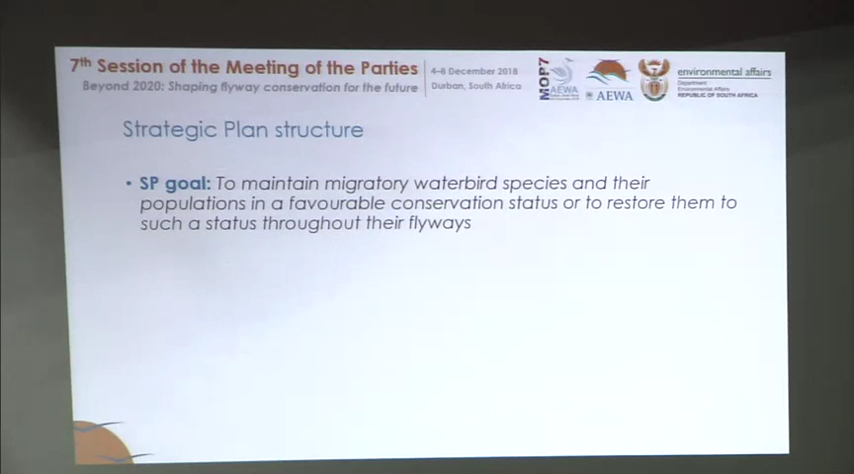 7th Session of the Meeting of the Parties
Beyond 2020: Shaping flyway conservation for the future
4-8 December 2018
Durban, South Africa
MOP7
AEWA
AEWA
environmental affairs
Department:
Environmental Affairs
REPUBLIC OF SOUTH AFRICA
Strategic Plan structure
• SP goal: To maintain migratory waterbird species and their
populations in a favourable conservation status or to restore them to
such a status throughout their flyways